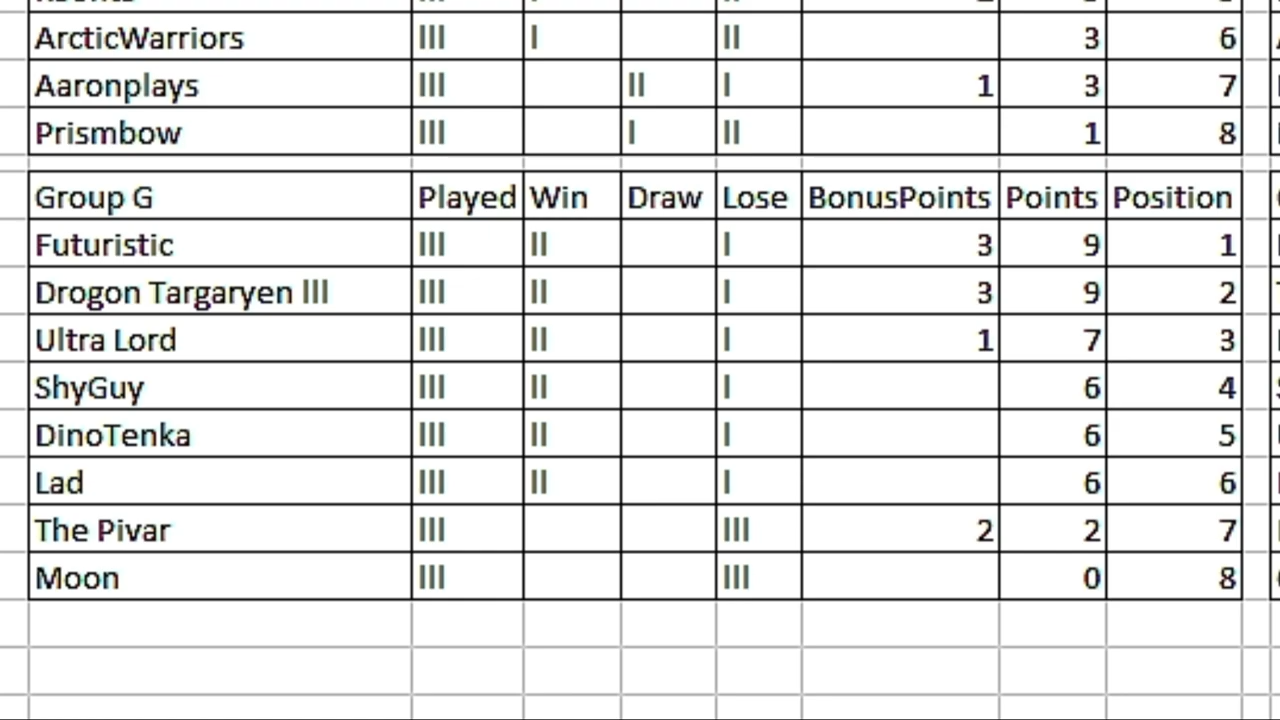 ArcticWarriors III I II 3 6
Aaronplays III II I 1 3 7
Prismbow III I II 1 8
Group G Played Win Draw Lose BonusPoints Points Position
Futuristic III II I 3 9 1
Drogon Targaryen III III II I 3 9 2
Ultra Lord III II I 1 7 3
ShyGuy III II I 6 4
DinoTenka III II I 6 5
Lad III II I 6 6
The Pivar III III 2 2 7
Moon III III 0 8